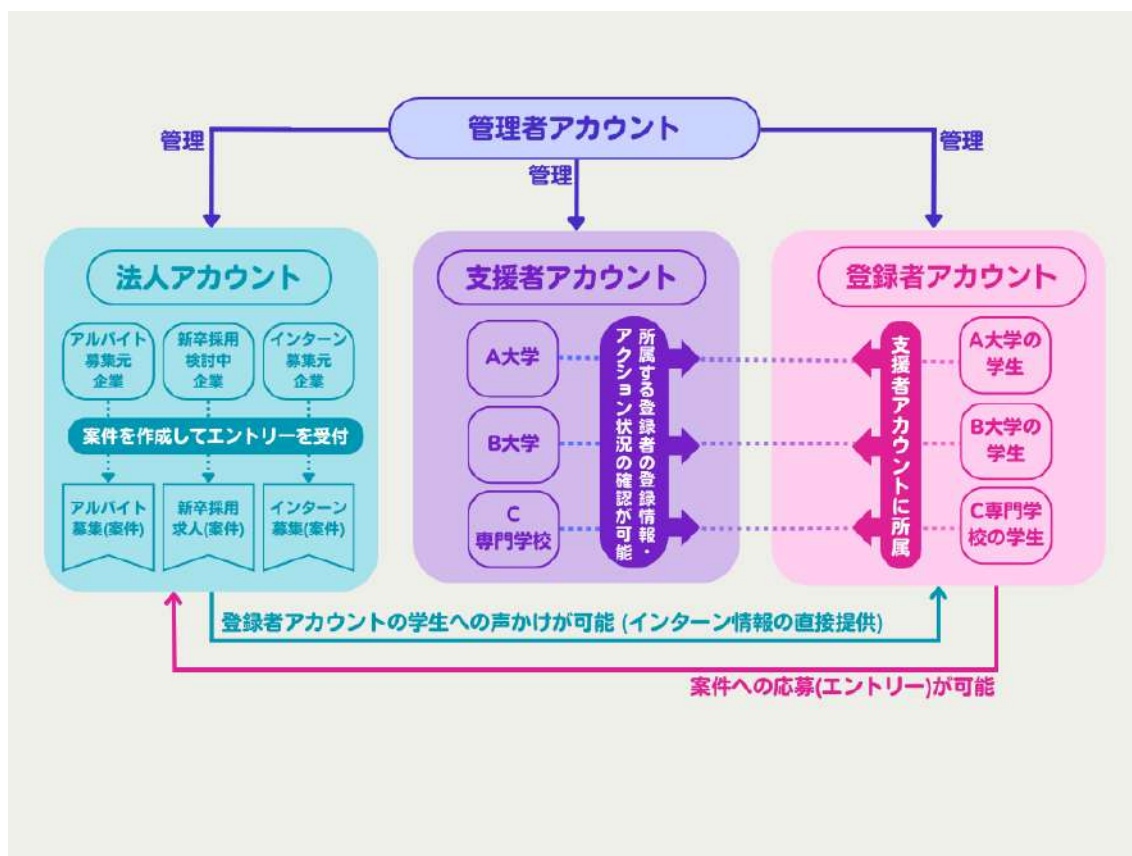 管理者アカウント
管理
管理
管理
法人アカウント
アルバイト
募集元
企業
新卒採用
検討中
企業
インターン
募集元
企業
案件を作成してエントリーを受付
アルバイト
募集(案件)
新卒採用
求人(案件)
インターン
募集(案件)
支援者アカウント
A大学
B大学
C
専門学校
所属する登録者の登録情報・
アクション状況の確認が可能
登録者アカウント
支援者アカウントに所属
A大学の
学生
B大学の
学生
C専門学
校の学生
登録者アカウントの学生への声かけが可能 (インターン情報の直接提供)
案件への応募(エントリー)が可能